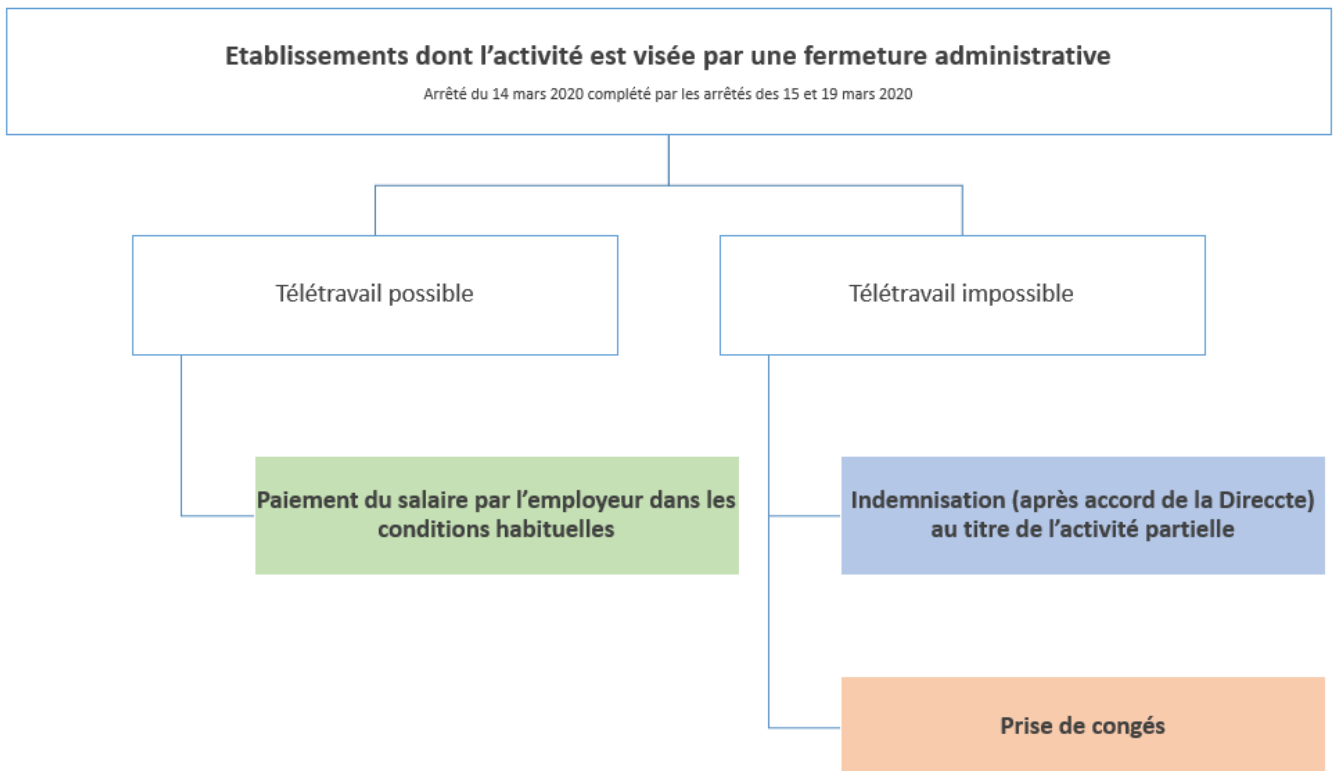 Etablissements dont l’activité est visée par une fermeture administrative
Arrêté du 14 mars 2020 complété par les arrêtés des 15 et 19 mars 2020
Télétravail possible
Télétravail impossible
Paiement du salaire par l’employeur dans les
conditions habituelles
Indemnisation (après accord de la Direccte)
au titre de l’activité partielle
Prise de congés